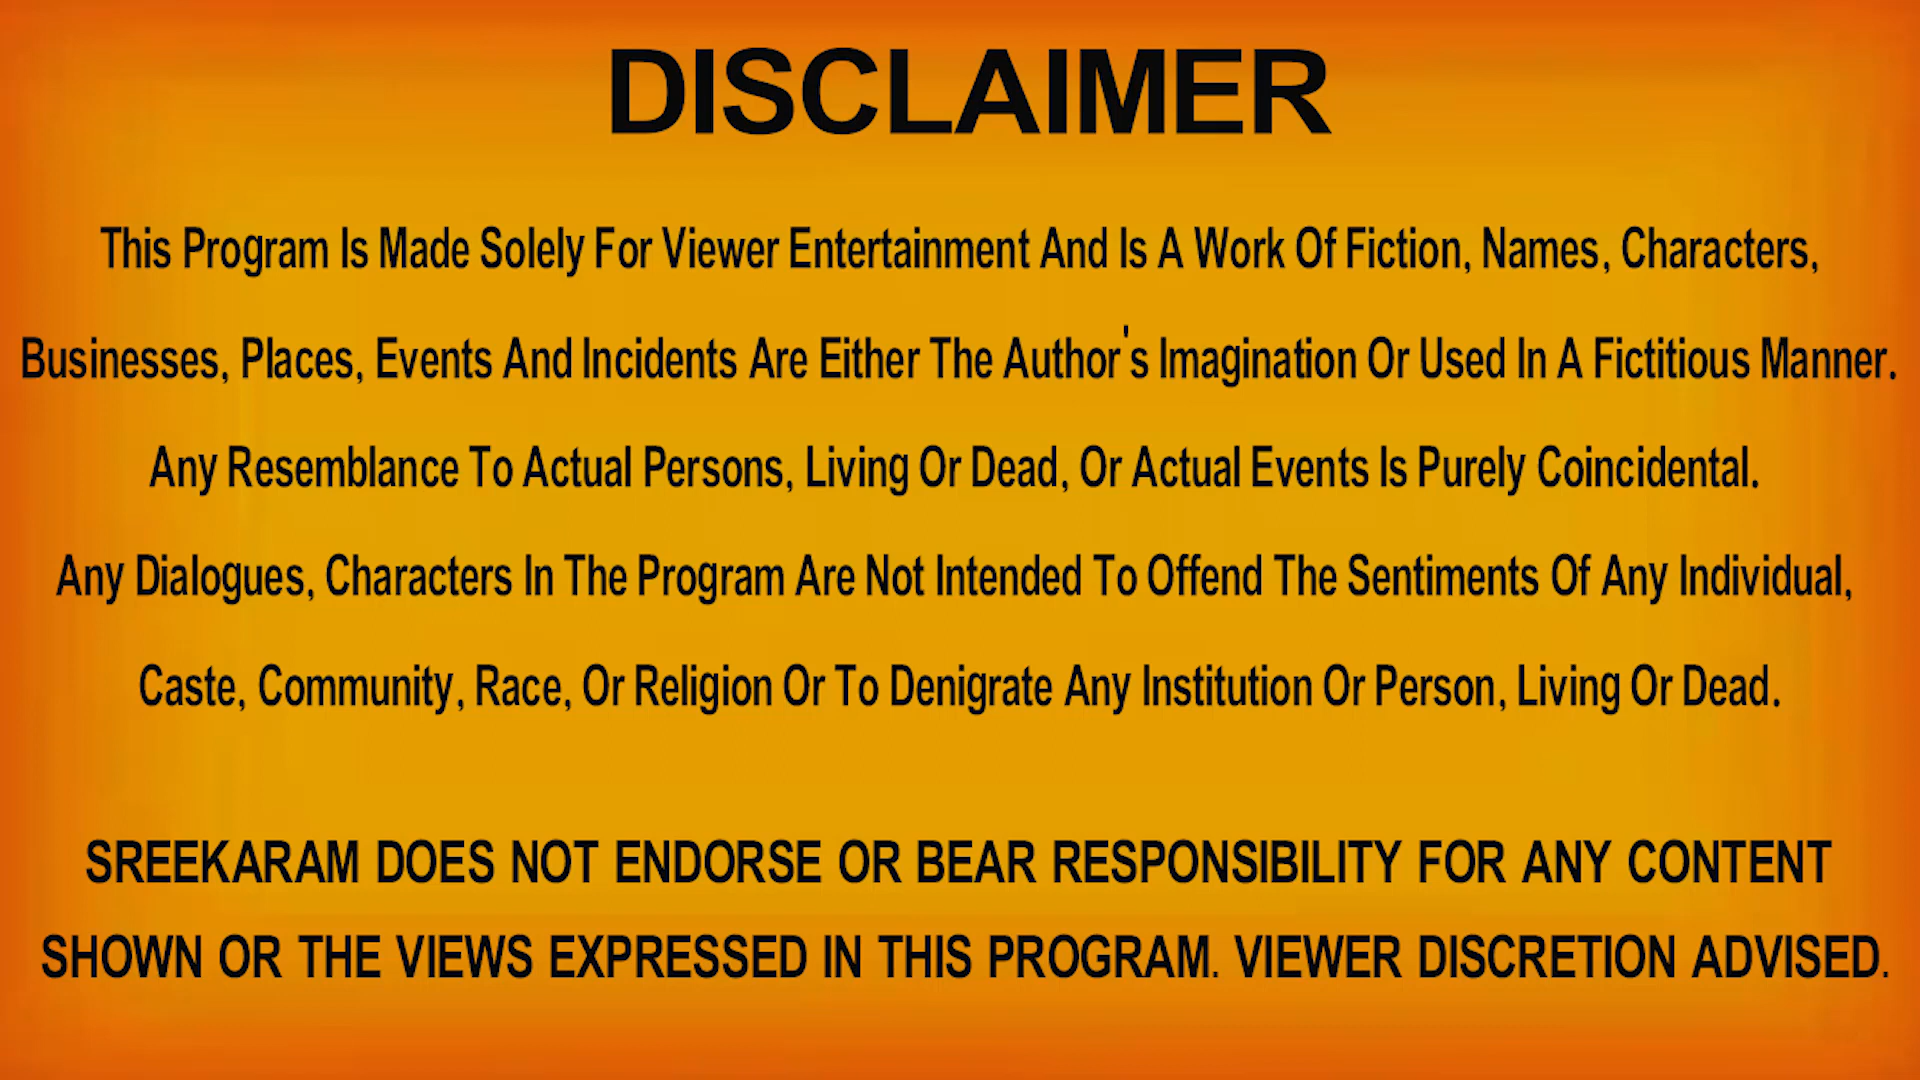 DISCLAIMER
This Program Is Made Solely For Viewer Entertainment And Is A Work Of Fiction, Names, Characters,
Businesses, Places, Events And Incidents Are Either The Author's Imagination Or Used In A Fictitious Manner.
Any Resemblance To Actual Persons, Living Or Dead, Or Actual Events Is Purely Coincidental.
Any Dialogues, Characters In The Program Are Not Intended To Offend The Sentiments Of Any Individual,
Caste, Community, Race, Or Religion Or To Denigrate Any Institution Or Person, Living Or Dead.
SREEKARAM DOES NOT ENDORSE OR BEAR RESPONSIBILITY FOR ANY CONTENT
SHOWN OR THE VIEWS EXPRESSED IN THIS PROGRAM. VIEWER DISCRETION ADVISED.